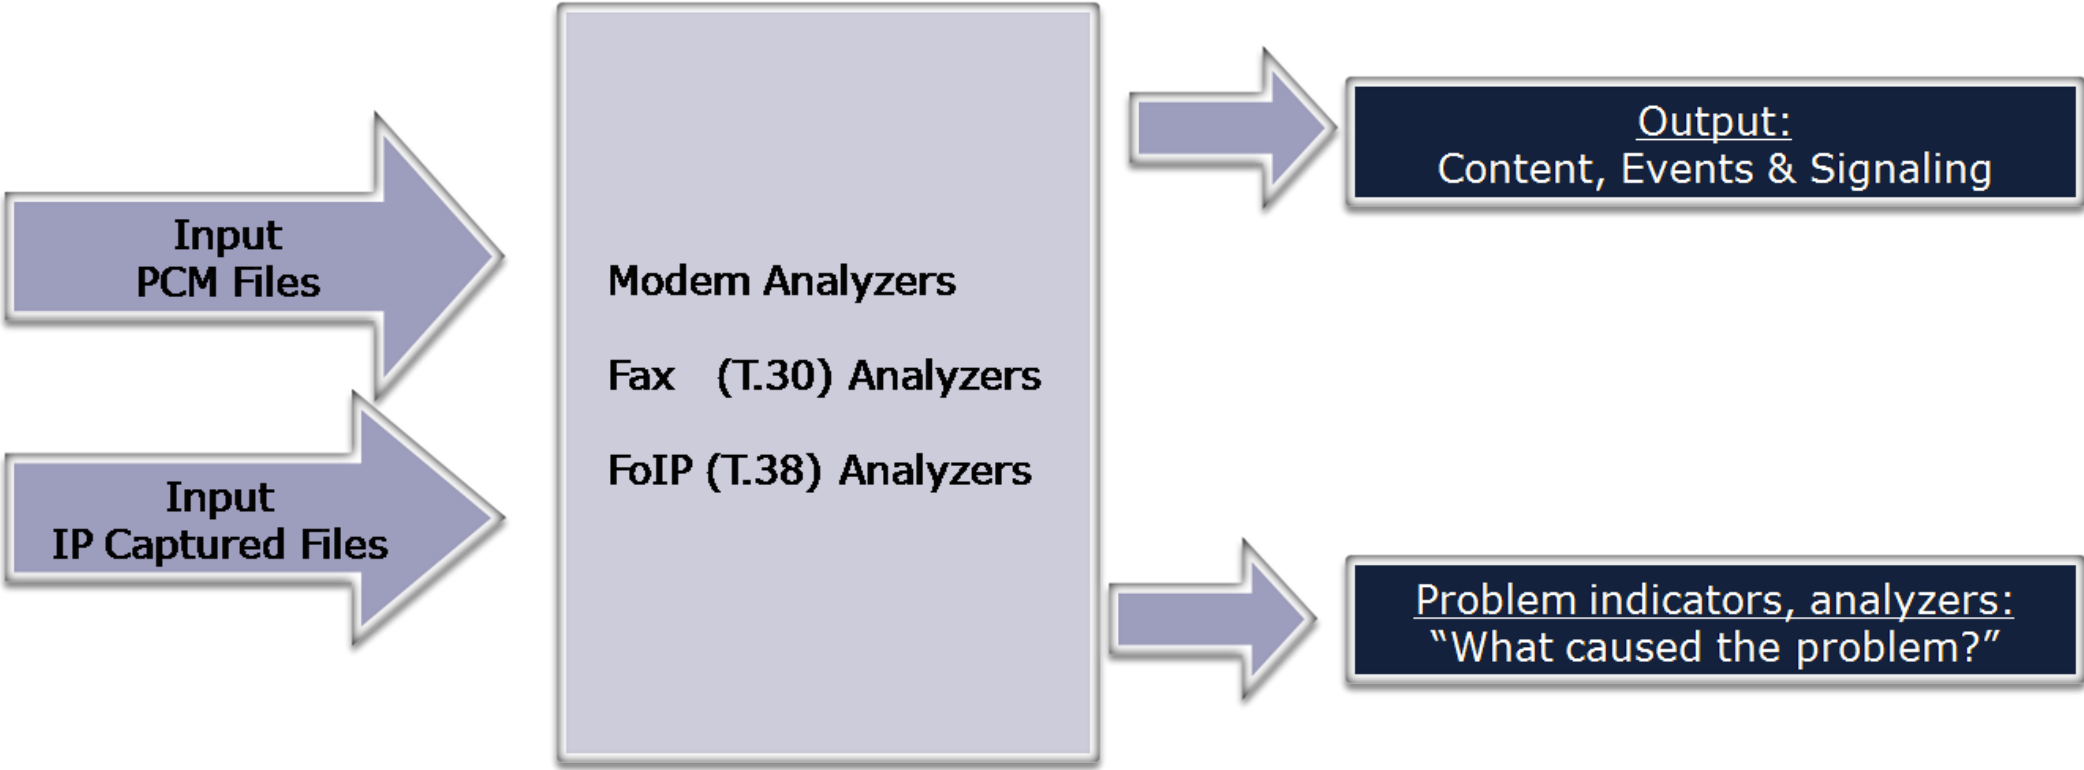 Input
PCM Files
Input
IP Captured Files
Modem Analyzers
Fax (T.30) Analyzers
FoIP (T.38) Analyzers
Output:
Content, Events & Signaling
Problem indicators, analyzers:
“What caused the problem?”